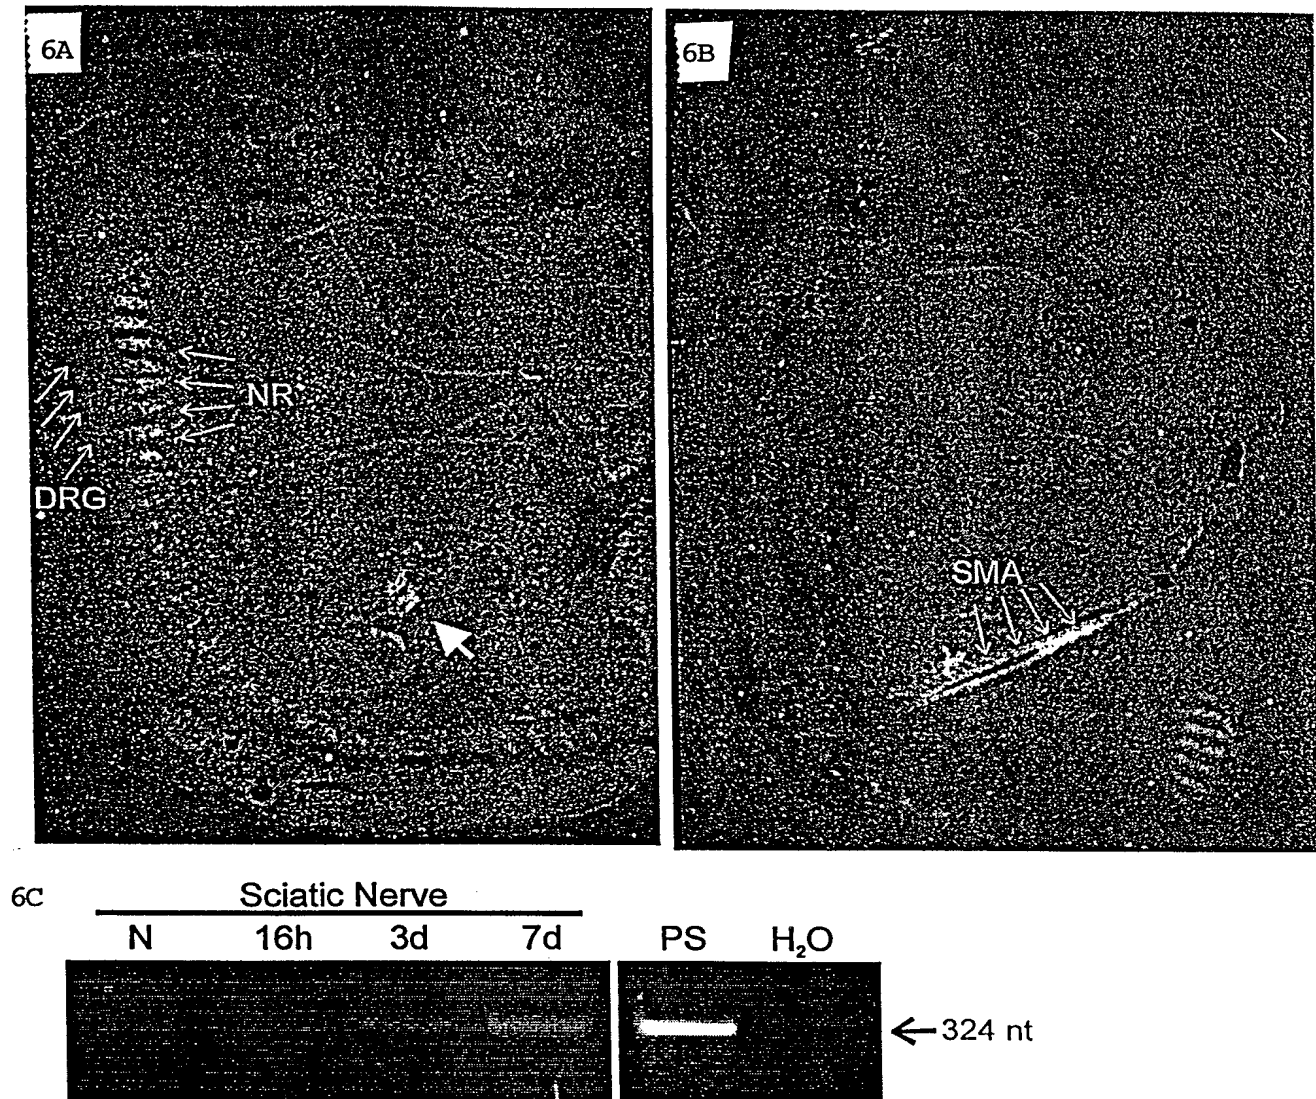 6A
6B
NR
DRG
SMA
6C
Sciatic Nerve
N 16h 3d 7d PS H₂O
324 nt